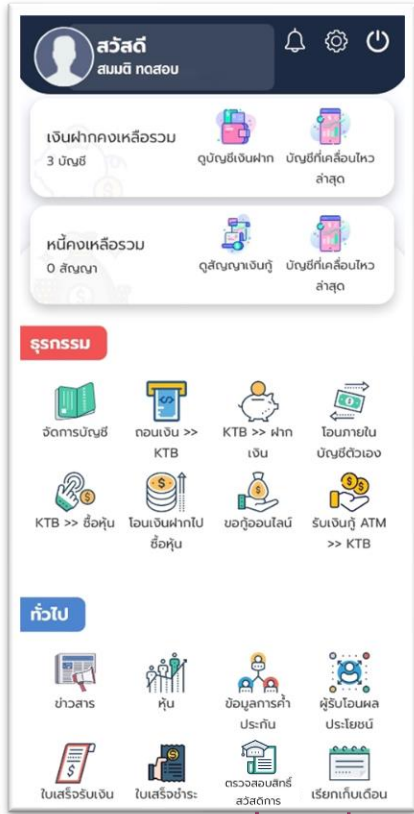 สวัสดี
สมมติ ทดสอบ
เงินฝากคงเหลือรวม
3 บัญชี
ดูบัญชีเงินฝาก
บัญชีที่เคลื่อนไหว
ล่าสุด
หนี้คงเหลือรวม
0 สัญญา
ดูสัญญาเงินกู้
บัญชีที่เคลื่อนไหว
ล่าสุด
ธุรกรรม
จัดการบัญชี
ถอนเงิน >>
KTB
KTB >> ฝาก
เงิน
โอนภายใน
บัญชีตัวเอง
KTB >> ซื้อหุ้น
โอนเงินฝากไป
ซื้อหุ้น
ขอกู้ออนไลน์
รับเงินกู้ ATM
>> KTB
ทั่วไป
ข่าวสาร
หุ้น
ข้อมูลการค้ำ
ประกัน
ผู้รับโอนผล
ประโยชน์
ใบเสร็จรับเงิน
ใบเสร็จชำระ
ตรวจสอบสิทธิ์
สวัสดิการ
เรียกเก็บเดือน